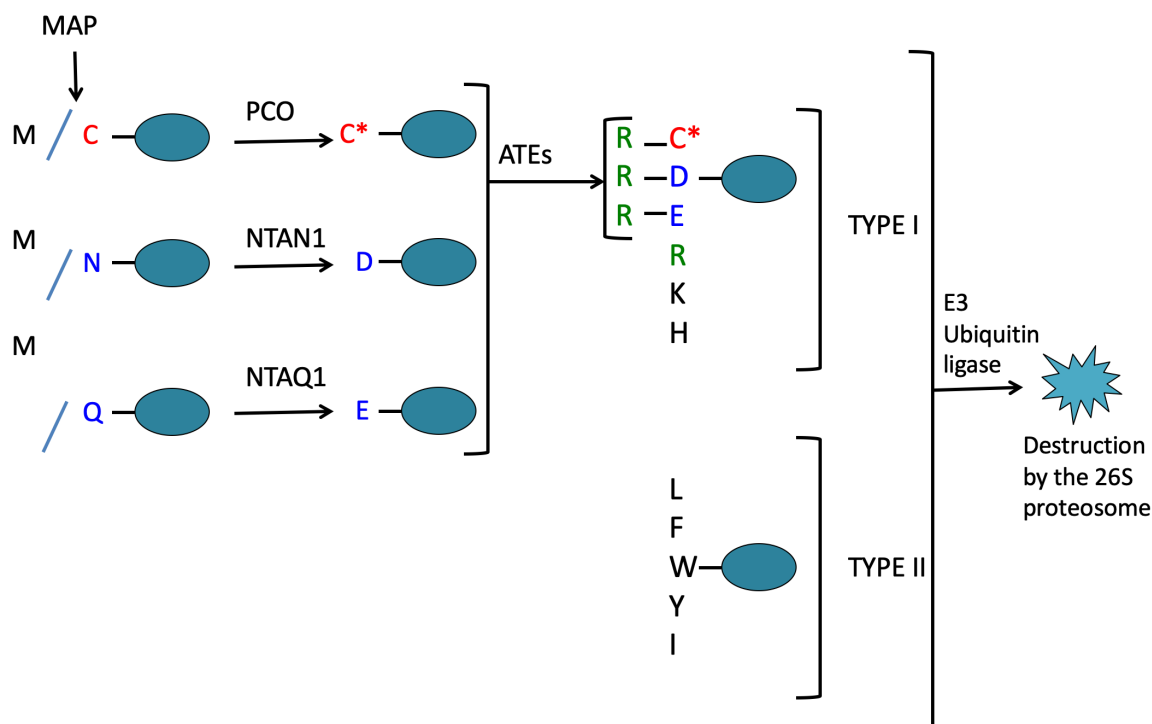 MAP
M C PCO C*
ATEs
R C*
R D
R E
R
K
H
TYPE I
M N NTAN1 D
M
Q NTAQ1 E
E3
Ubiquitin
ligase
Destruction
by the 26S
proteosome
L
F
W
Y
I
TYPE II